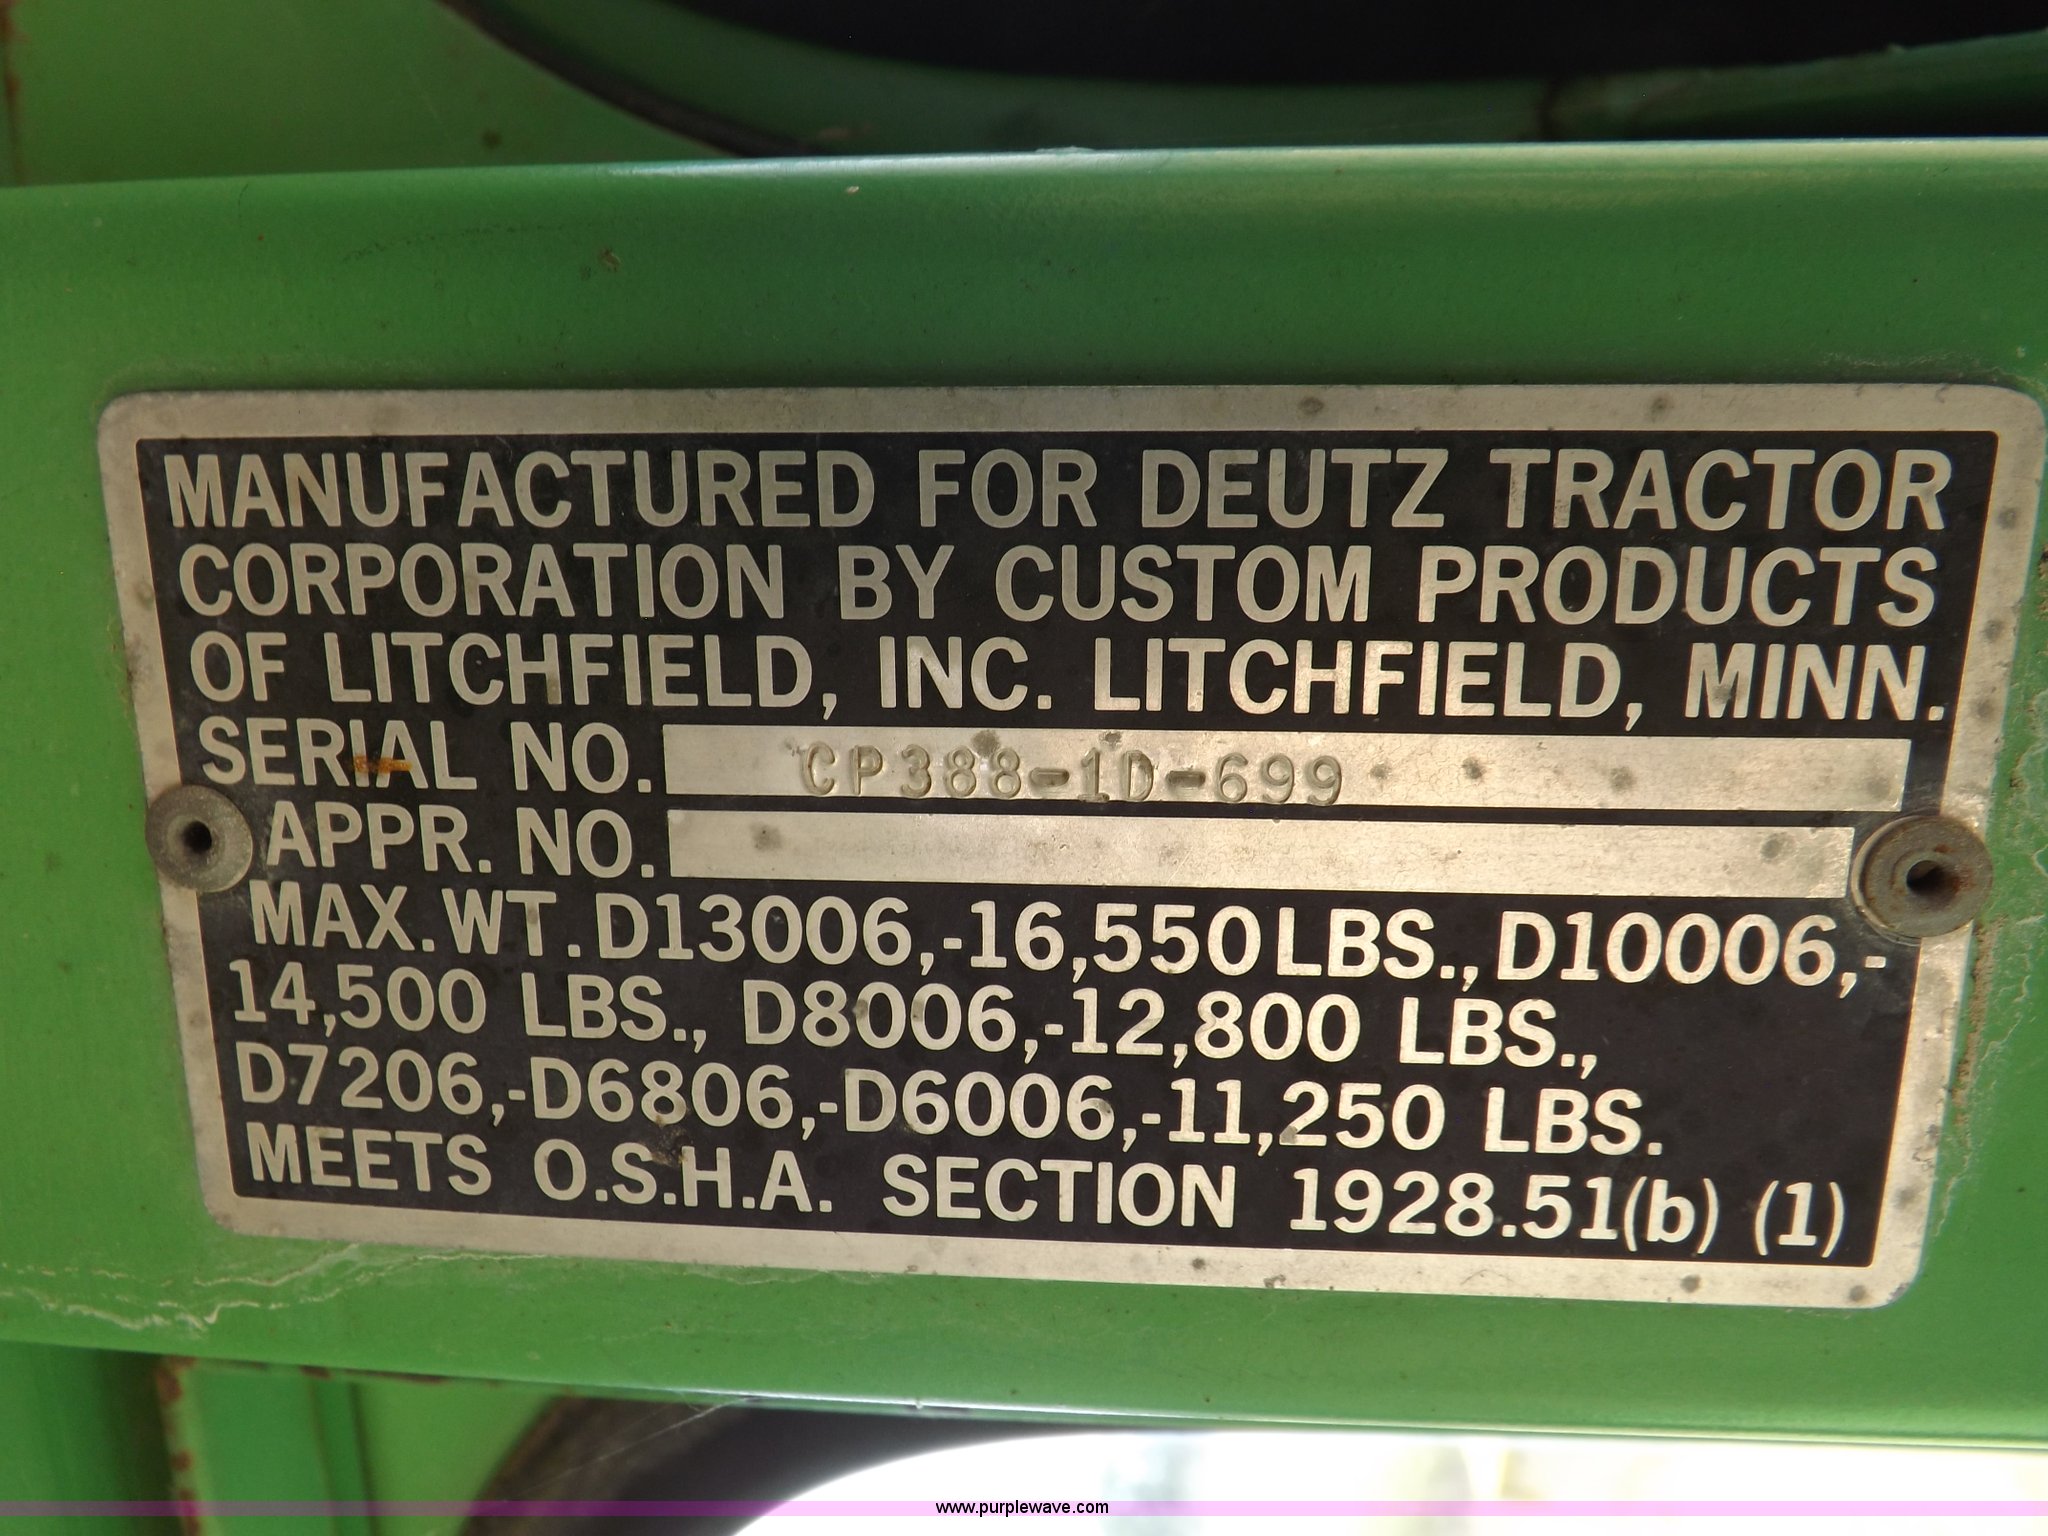 MANUFACTURED FOR DEUTZ TRACTOR
CORPORATION BY CUSTOM PRODUCTS
OF LITCHFIELD, INC. LITCHFIELD, MINN.
SERIAL NO. CP388-1D-699
APPR. NO.
MAX. WT. D13006,-16,550 LBS., D10006,-
14,500 LBS., D8006,-12,800 LBS.,
D7206,-D6806,-D6006,-11,250 LBS.
MEETS O.S.H.A. SECTION 1928.51(b) (1)
www.purplewave.com